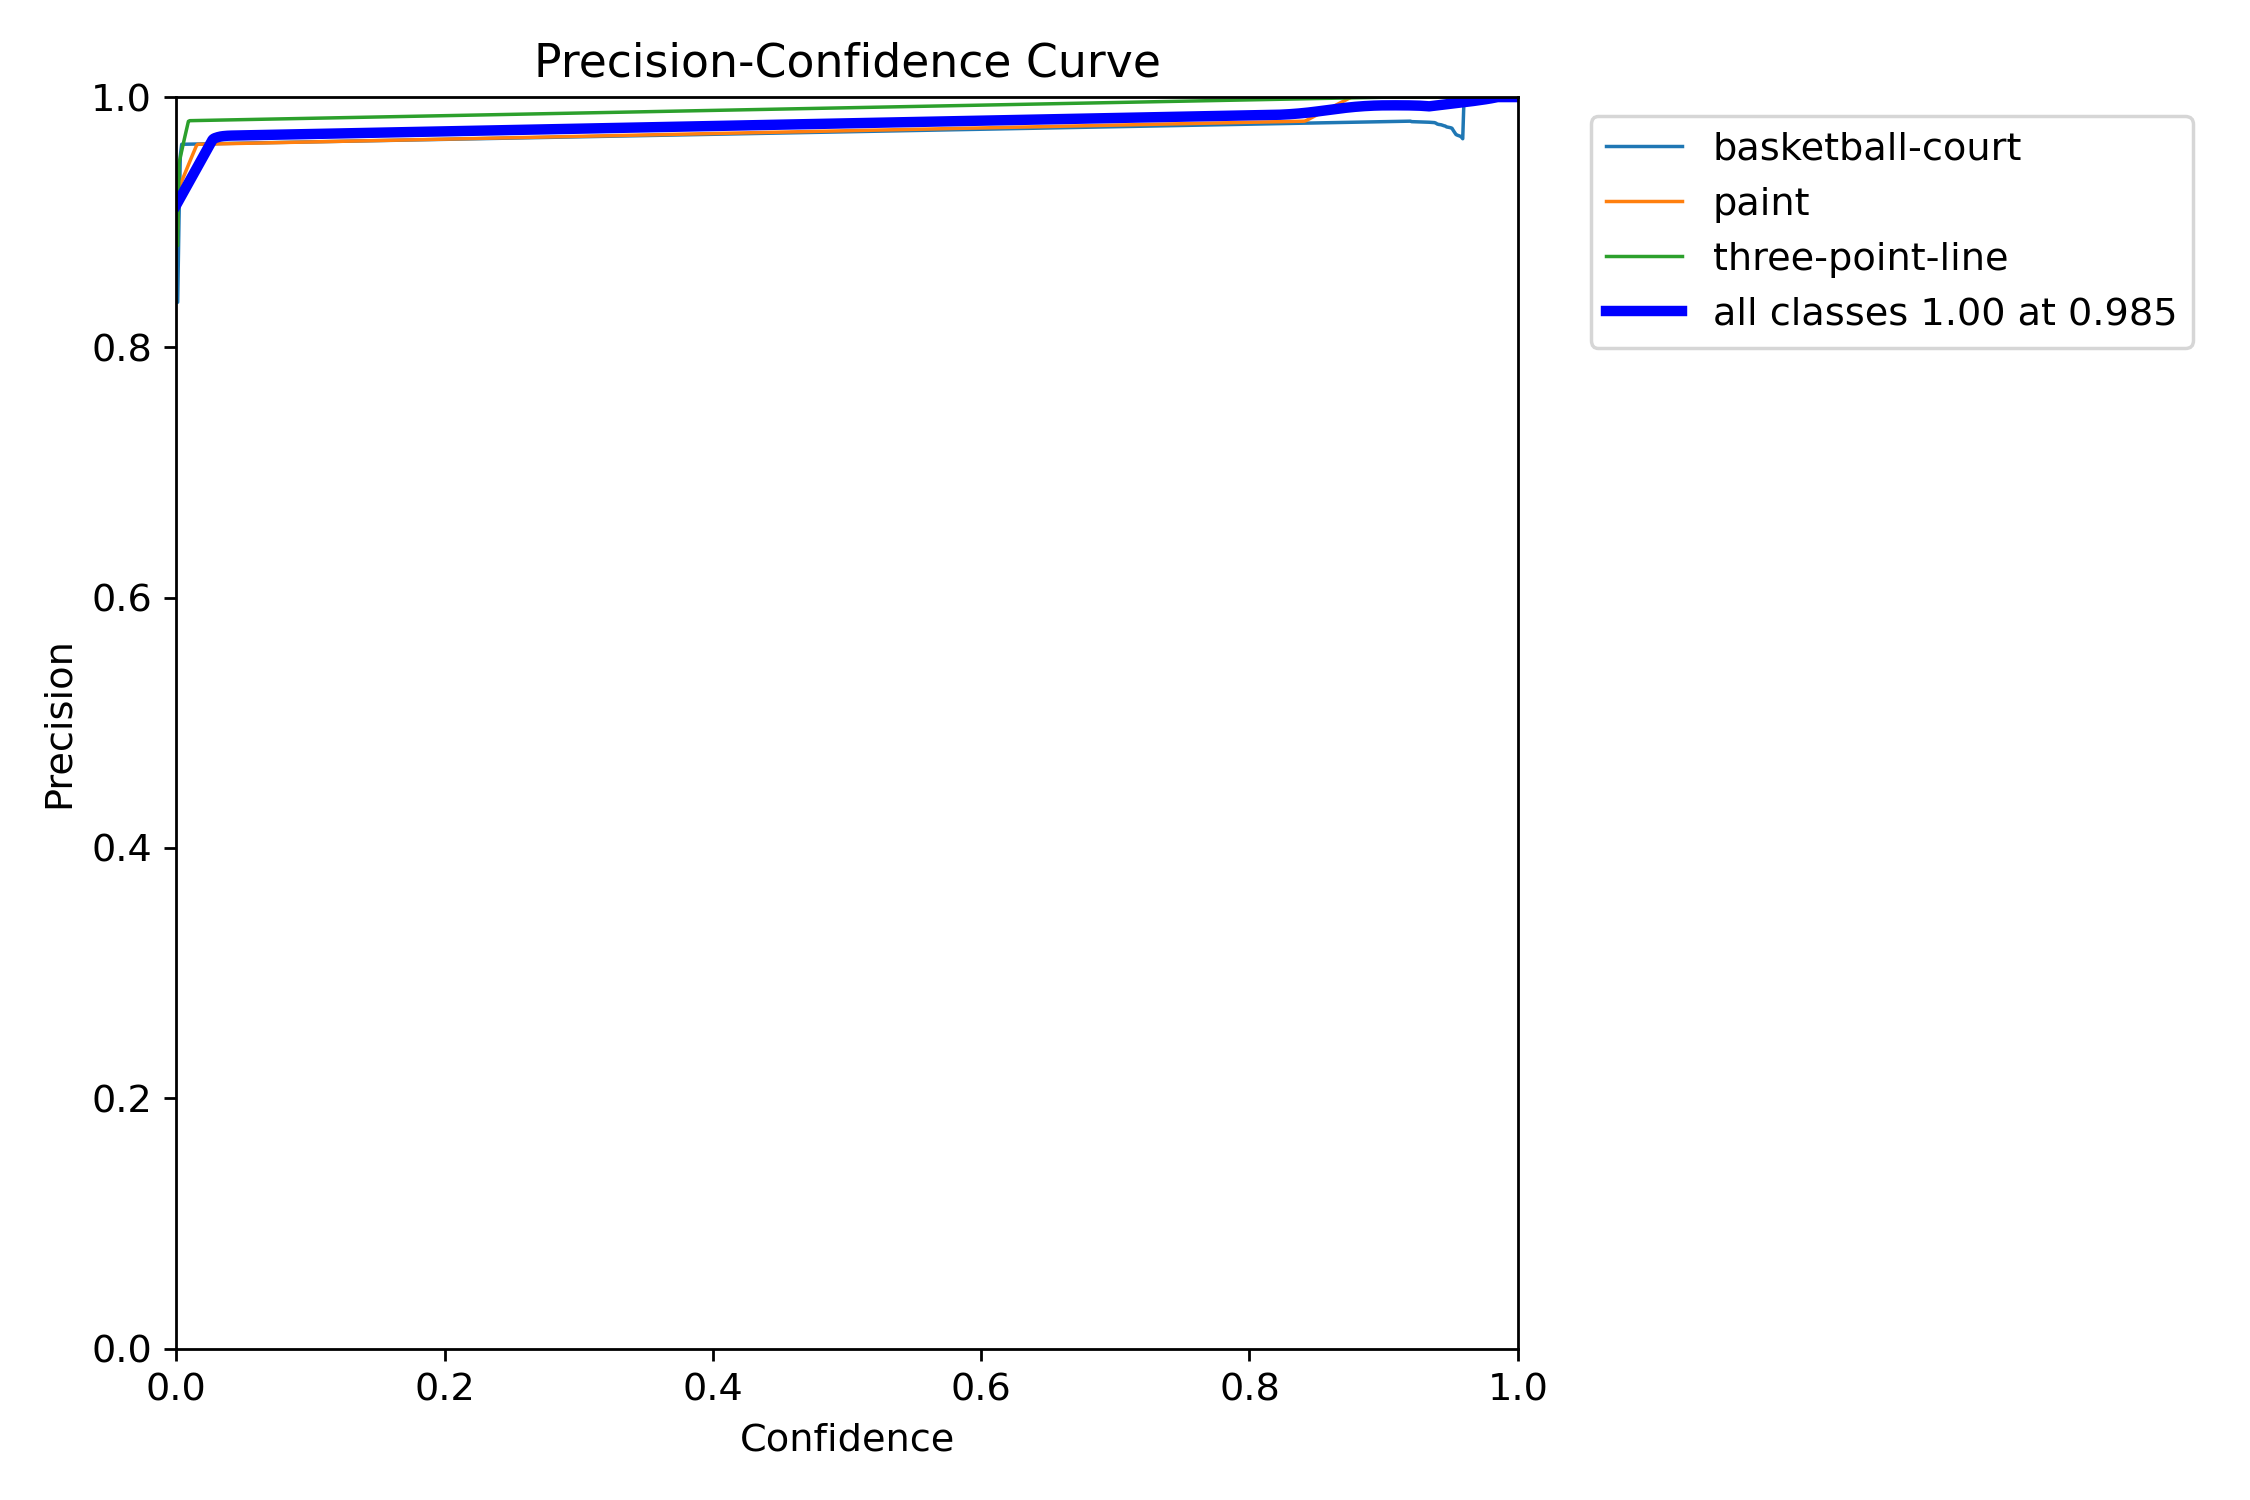 Precision-Confidence Curve
1.0
0.8
0.6
0.4
0.2
0.0
Precision
0.0 0.2 0.4 0.6 0.8 1.0
Confidence
basketball-court
paint
three-point-line
all classes 1.00 at 0.985